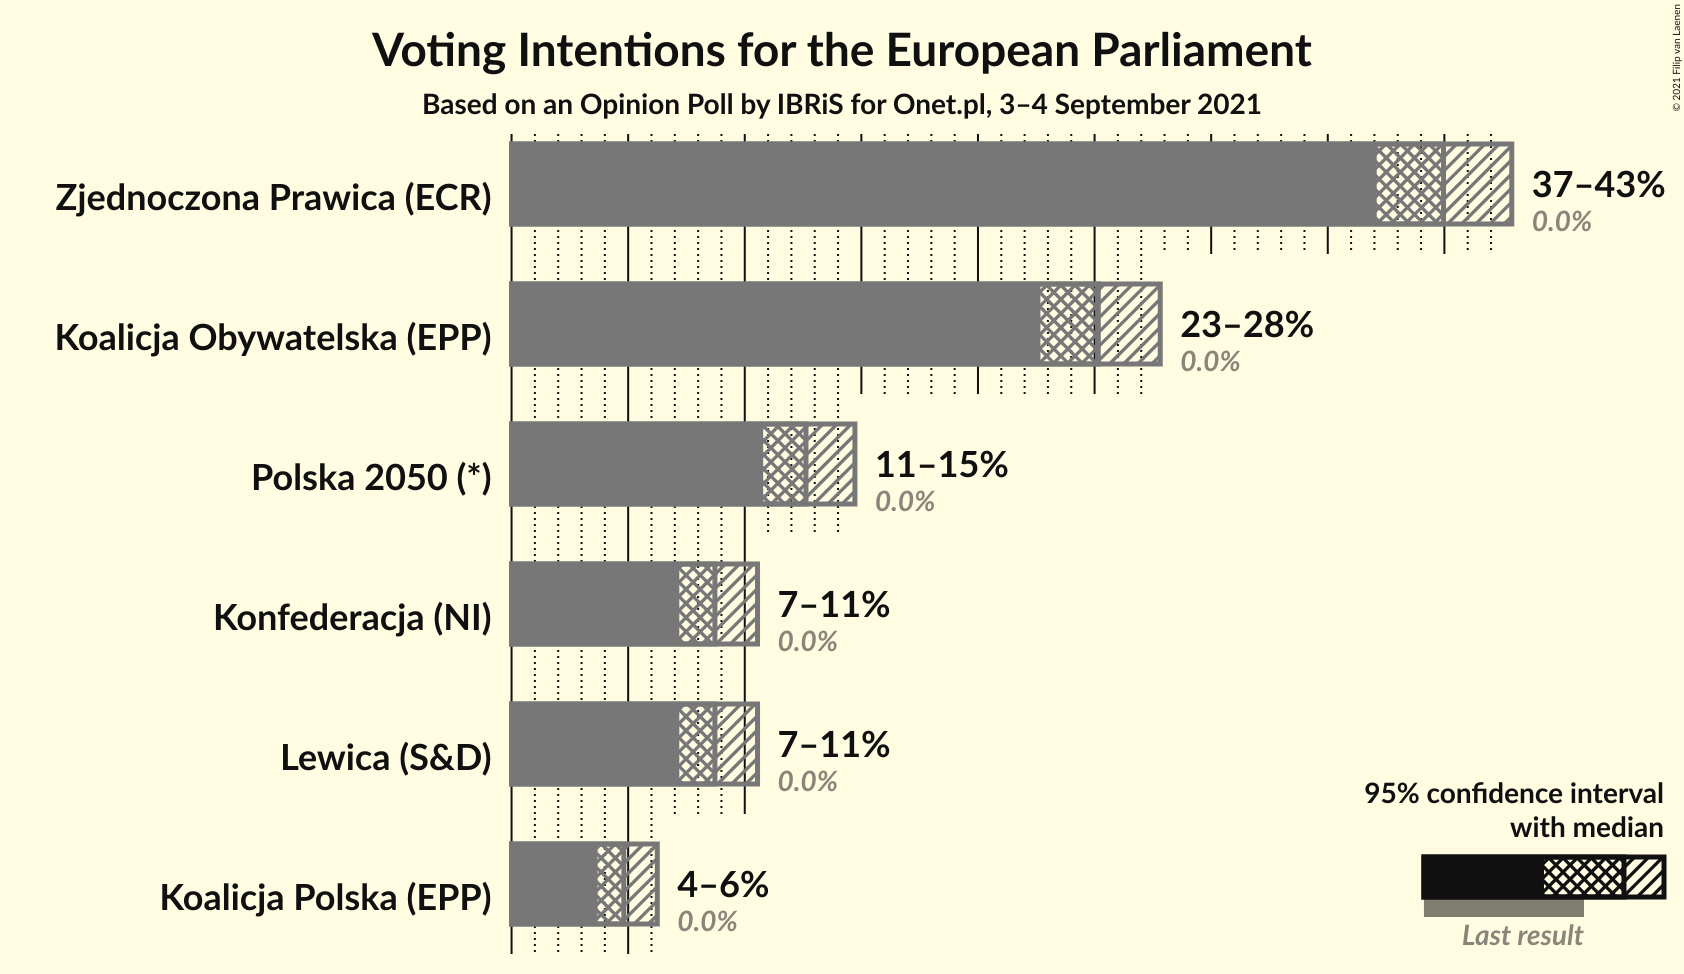 Voting Intentions for the European Parliament
Based on an Opinion Poll by IBRiS for Onet.pl, 3–4 September 2021
© 2021 Filip van Laenen
Zjednoczona Prawica (ECR)
37–43%
0.0%
Koalicja Obywatelska (EPP)
23–28%
0.0%
Polska 2050 (*)
11–15%
0.0%
Konfederacja (NI)
7–11%
0.0%
Lewica (S&D)
7–11%
0.0%
Koalicja Polska (EPP)
4–6%
0.0%
95% confidence interval
with median
Last result